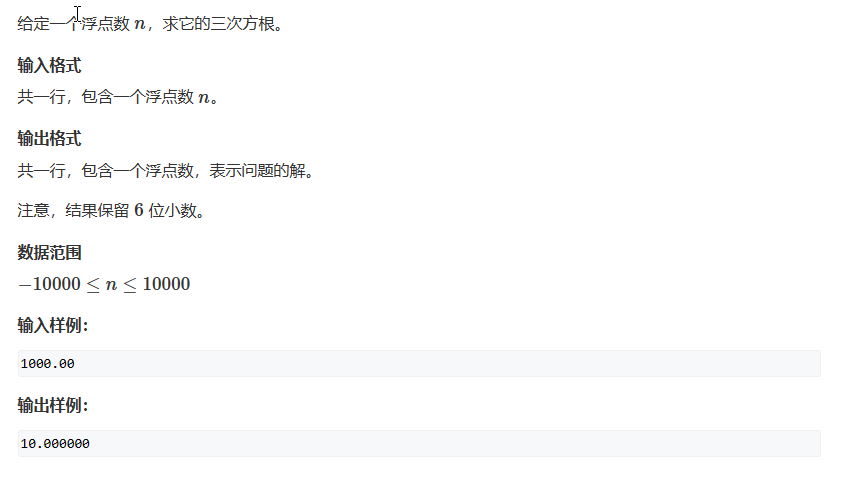 给定一个浮点数 n，求它的三次方根。
输入格式
共一行，包含一个浮点数 n。
输出格式
共一行，包含一个浮点数，表示问题的解。
注意，结果保留 6 位小数。
数据范围
−10000 ≤ n ≤ 10000
输入样例：
1000.00
输出样例：
10.000000